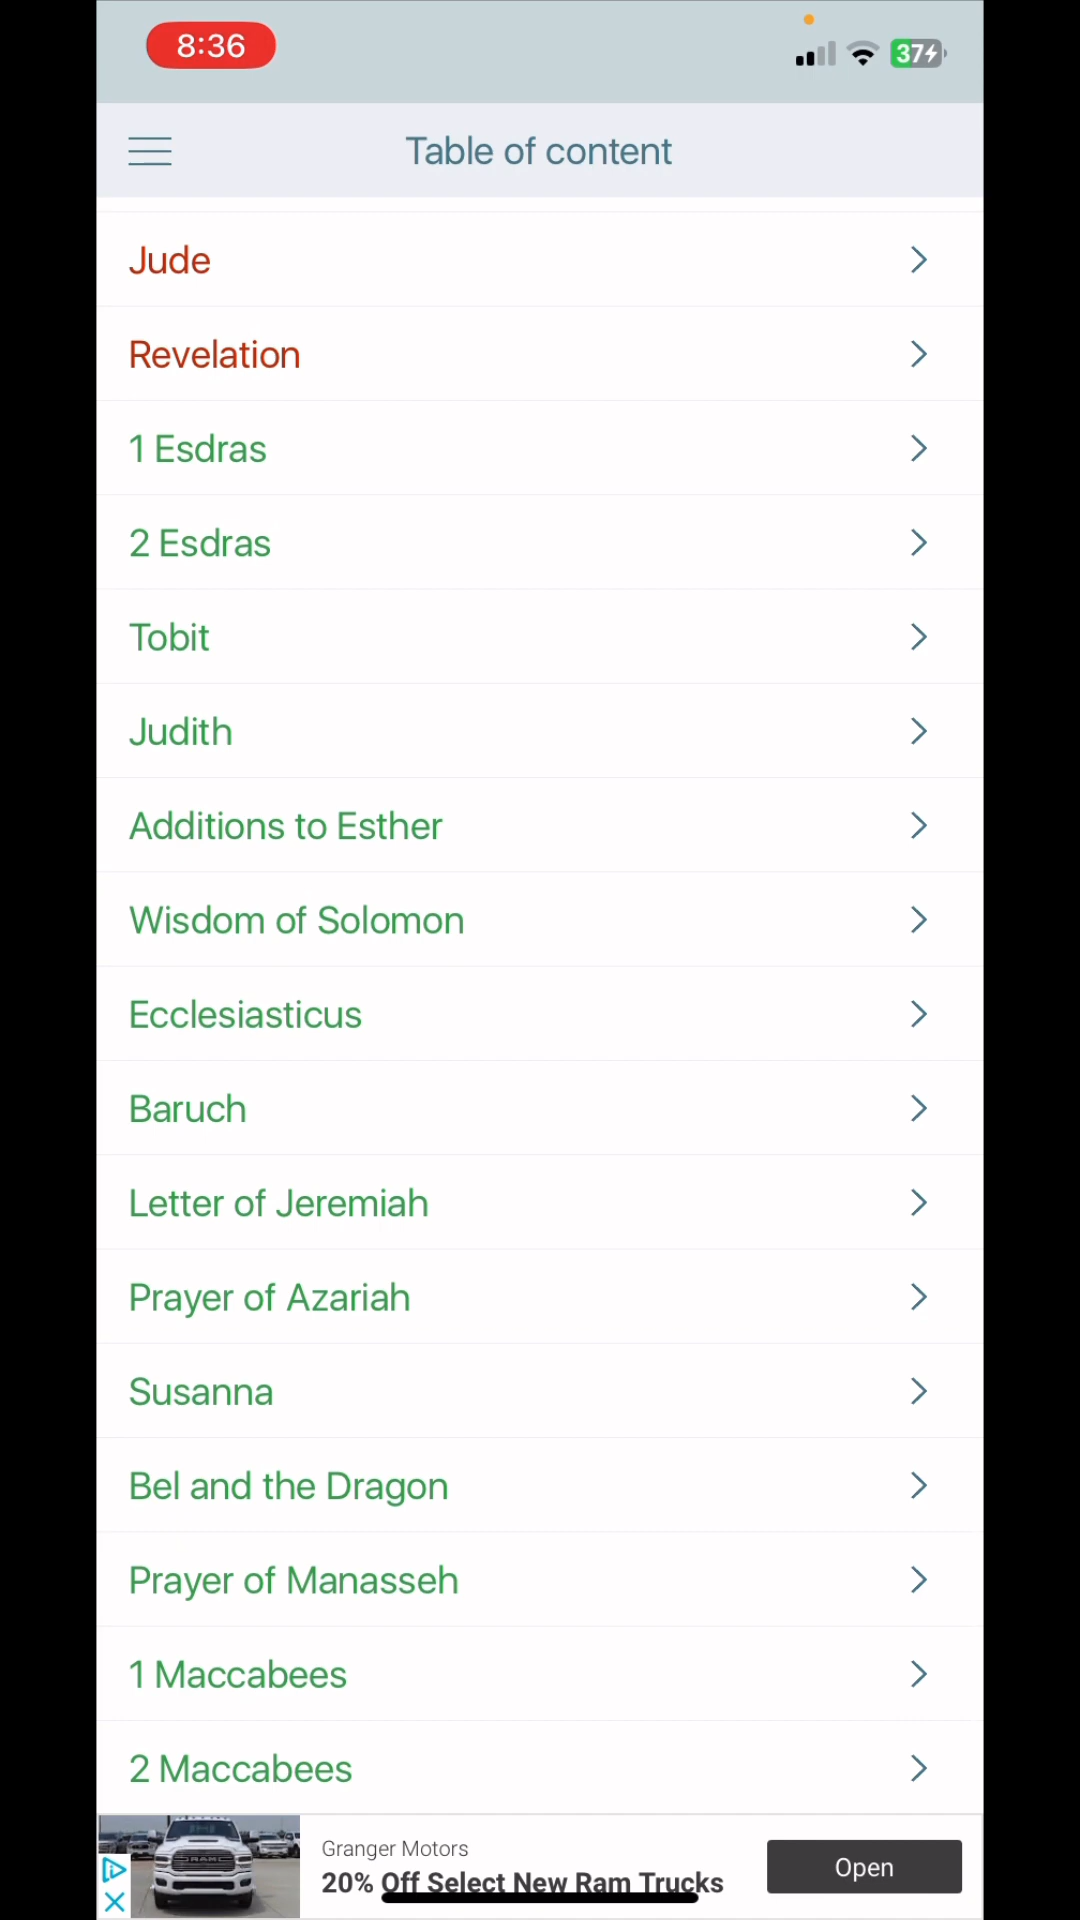 8:36
37
Table of content
Jude
Revelation
1 Esdras
2 Esdras
Tobit
Judith
Additions to Esther
Wisdom of Solomon
Ecclesiasticus
Baruch
Letter of Jeremiah
Prayer of Azariah
Susanna
Bel and the Dragon
Prayer of Manasseh
1 Maccabees
2 Maccabees
Granger Motors
20% Off Select New Ram Trucks
Open
RAM